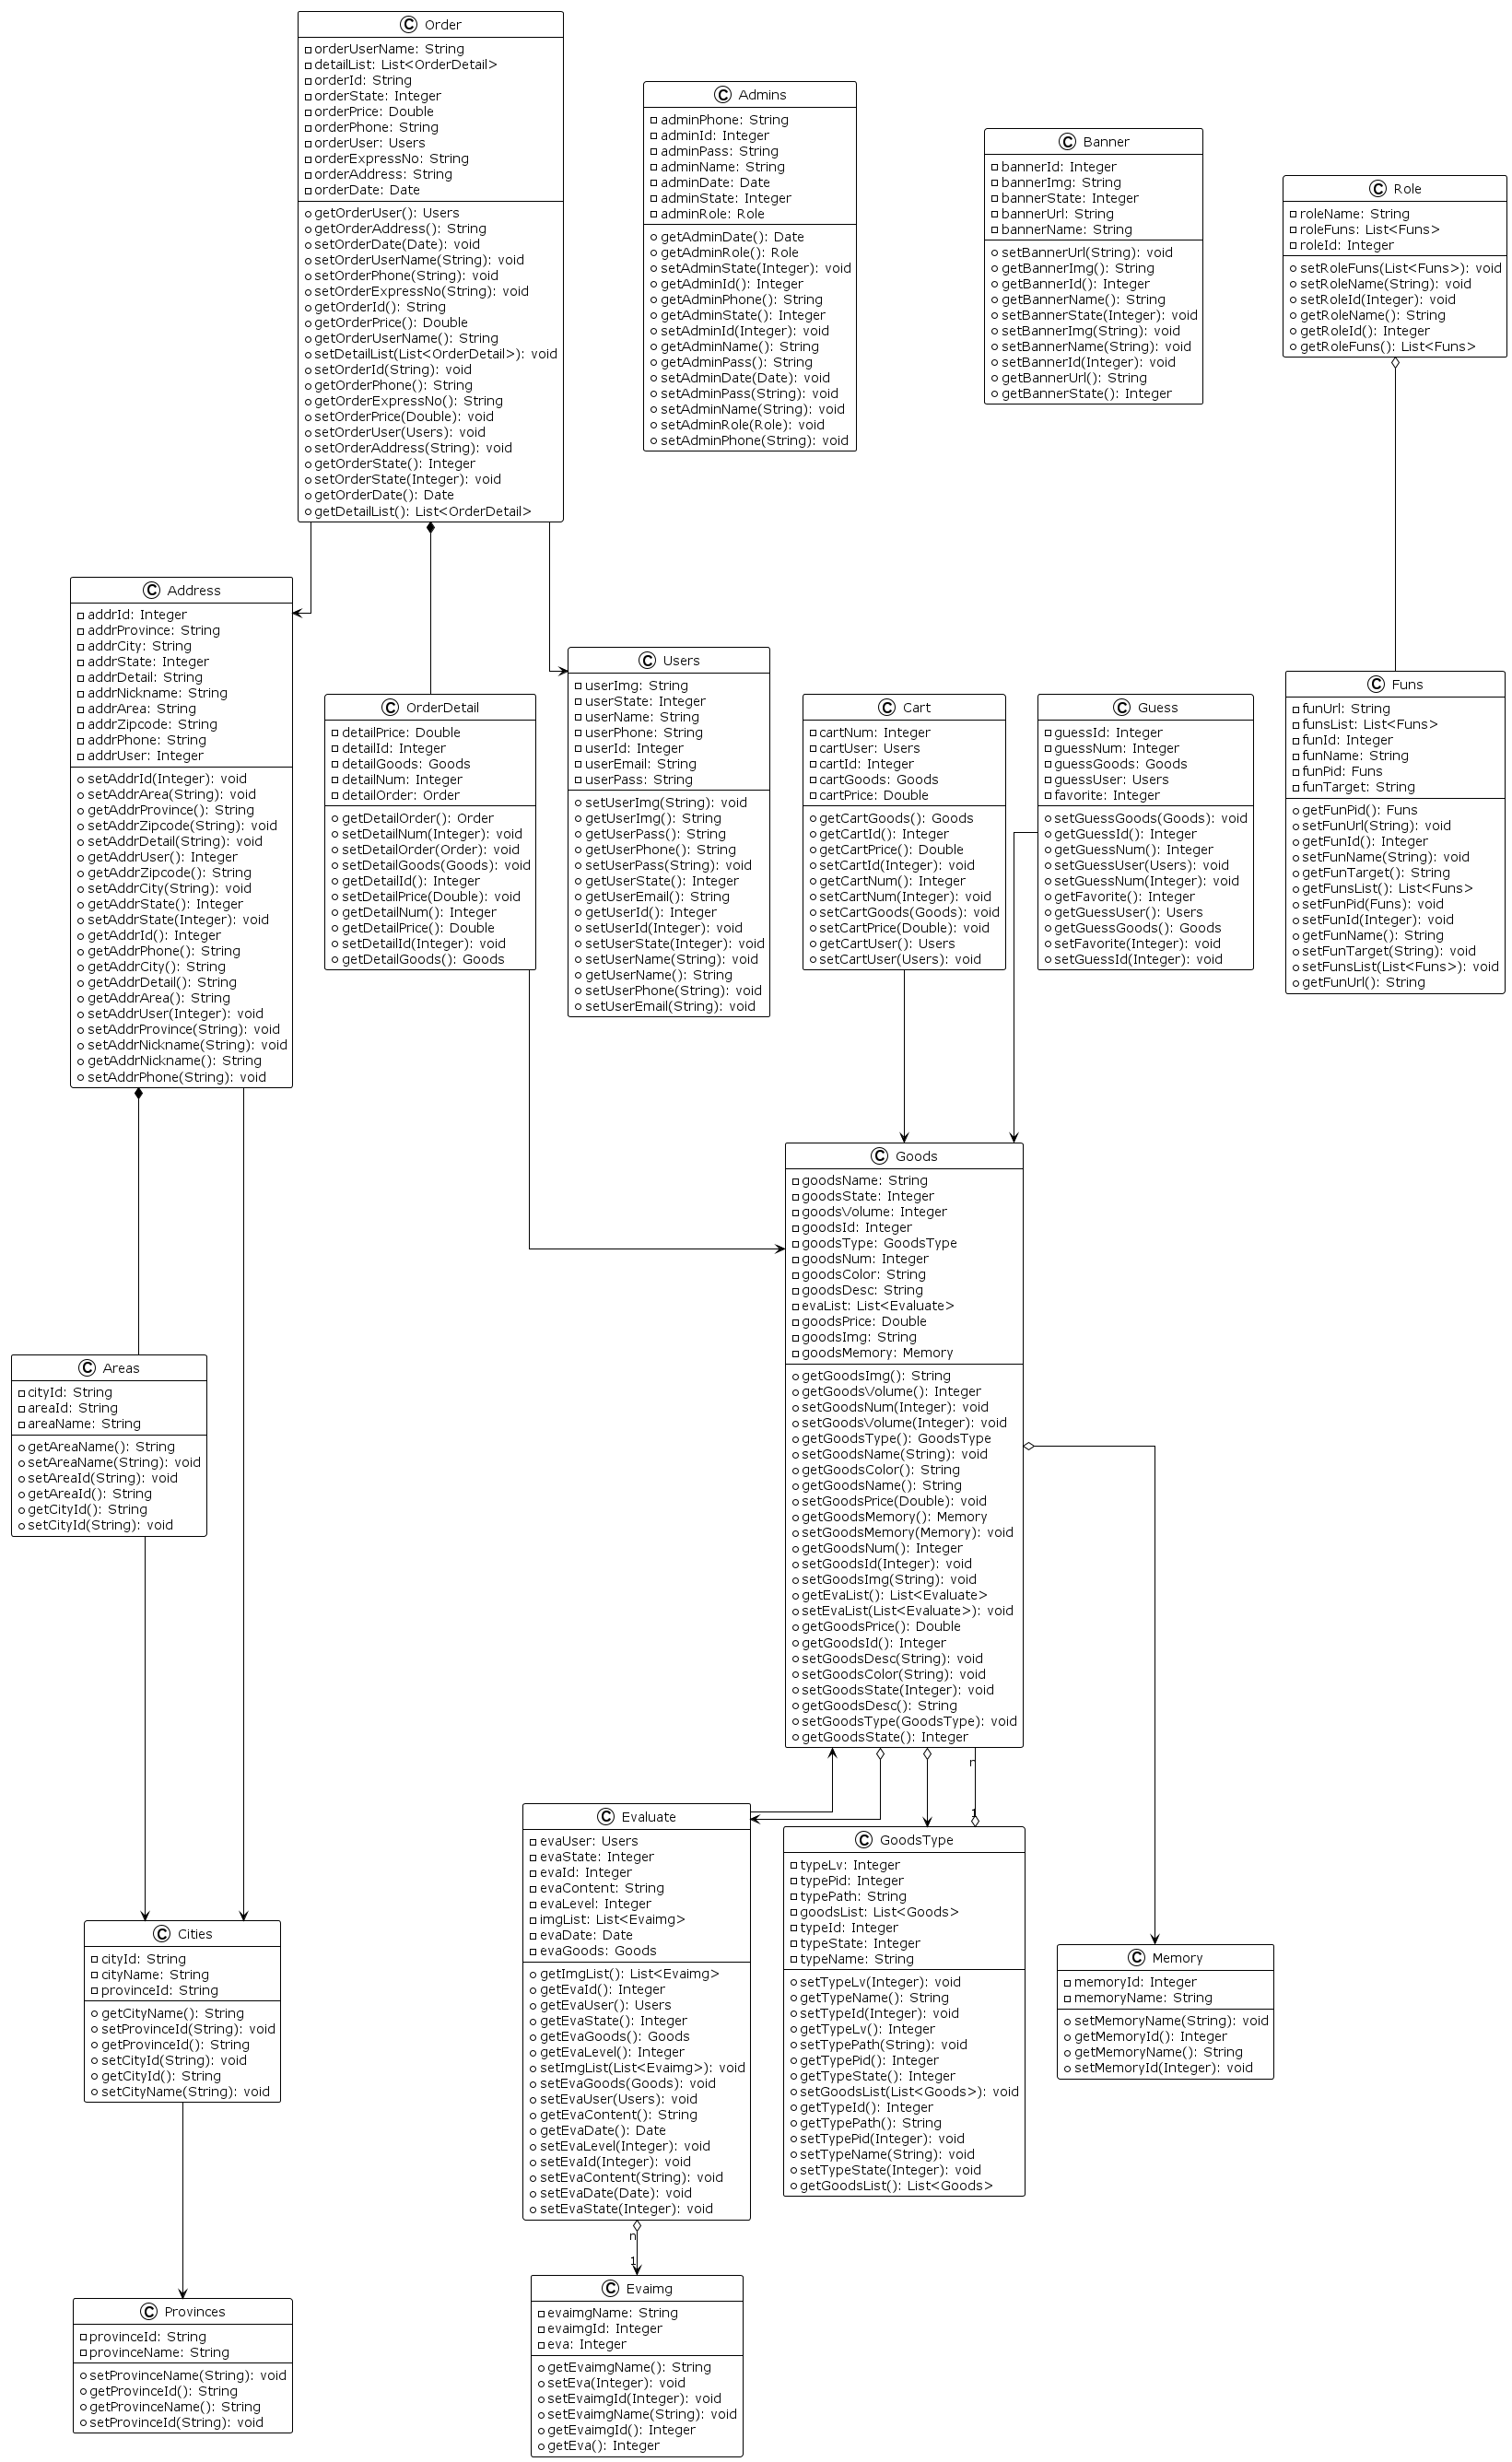 C Order
orderUserName: String
detailList: List<OrderDetail>
orderId: String
orderState: Integer
orderPrice: Double
orderPhone: String
orderUser: Users
orderExpressNo: String
orderAddress: String
orderDate: Date
getOrderUser(): Users
getOrderAddress(): String
setOrderDate(Date): void
setOrderUserName(String): void
setOrderPhone(String): void
setOrderExpressNo(String): void
getOrderId(): String
getOrderPrice(): Double
getOrderUserName(): String
setDetailList(List<OrderDetail>): void
setOrderId(String): void
getOrderPhone(): String
getOrderExpressNo(): String
setOrderPrice(Double): void
setOrderUser(Users): void
setOrderAddress(String): void
getOrderState(): Integer
setOrderState(Integer): void
getOrderDate(): Date
getDetailList(): List<OrderDetail>
C Admins
adminPhone: String
adminId: Integer
adminPass: String
adminName: String
adminDate: Date
adminState: Integer
adminRole: Role
getAdminDate(): Date
getAdminRole(): Role
setAdminState(Integer): void
getAdminId(): Integer
getAdminPhone(): String
getAdminState(): Integer
setAdminId(Integer): void
getAdminName(): String
getAdminPass(): String
setAdminDate(Date): void
setAdminPass(String): void
setAdminName(String): void
setAdminRole(Role): void
setAdminPhone(String): void
C Banner
bannerId: Integer
bannerImg: String
bannerState: Integer
bannerUrl: String
bannerName: String
setBannerUrl(String): void
getBannerImg(): String
getBannerId(): Integer
getBannerName(): String
setBannerState(Integer): void
setBannerImg(String): void
setBannerName(String): void
setBannerId(Integer): void
getBannerUrl(): String
getBannerState(): Integer
C Role
roleName: String
roleFuns: List<Funs>
roleId: Integer
setRoleFuns(List<Funs>): void
setRoleName(String): void
setRoleId(Integer): void
getRoleName(): String
getRoleId(): Integer
getRoleFuns(): List<Funs>
C Address
addrId: Integer
addrProvince: String
addrCity: String
addrState: Integer
addrDetail: String
addrNickname: String
addrArea: String
addrZipcode: String
addrPhone: String
addrUser: Integer
setAddrId(Integer): void
setAddrArea(String): void
getAddrProvince(): String
setAddrZipcode(String): void
setAddrDetail(String): void
getAddrUser(): Integer
getAddrZipcode(): String
setAddrCity(String): void
getAddrState(): Integer
setAddrState(Integer): void
getAddrId(): Integer
getAddrPhone(): String
getAddrCity(): String
getAddrDetail(): String
getAddrArea(): String
setAddrUser(Integer): void
setAddrProvince(String): void
setAddrNickname(String): void
getAddrNickname(): String
setAddrPhone(String): void
C OrderDetail
detailPrice: Double
detailId: Integer
detailGoods: Goods
detailNum: Integer
detailOrder: Order
getDetailOrder(): Order
setDetailNum(Integer): void
setDetailOrder(Order): void
setDetailGoods(Goods): void
getDetailId(): Integer
setDetailPrice(Double): void
getDetailNum(): Integer
getDetailPrice(): Double
setDetailId(Integer): void
getDetailGoods(): Goods
C Users
userImg: String
userState: Integer
userName: String
userPhone: String
userId: Integer
userEmail: String
userPass: String
setUserImg(String): void
getUserImg(): String
getUserPass(): String
getUserPhone(): String
setUserPass(String): void
getUserState(): Integer
getUserEmail(): String
getUserId(): Integer
setUserId(Integer): void
setUserState(Integer): void
setUserName(String): void
getUserName(): String
setUserPhone(String): void
setUserEmail(String): void
C Cart
cartNum: Integer
cartUser: Users
cartId: Integer
cartGoods: Goods
cartPrice: Double
getCartGoods(): Goods
getCartId(): Integer
getCartPrice(): Double
setCartId(Integer): void
getCartNum(): Integer
setCartNum(Integer): void
setCartGoods(Goods): void
setCartPrice(Double): void
getCartUser(): Users
setCartUser(Users): void
C Guess
guessId: Integer
guessNum: Integer
guessGoods: Goods
guessUser: Users
favorite: Integer
setGuessGoods(Goods): void
getGuessId(): Integer
getGuessNum(): Integer
setGuessUser(Users): void
setGuessNum(Integer): void
getFavorite(): Integer
getGuessUser(): Users
getGuessGoods(): Goods
setFavorite(Integer): void
setGuessId(Integer): void
C Funs
funUrl: String
funsList: List<Funs>
funId: Integer
funName: String
funPid: Funs
funTarget: String
getFunPid(): Funs
setFunUrl(String): void
getFunId(): Integer
setFunName(String): void
getFunTarget(): String
getFunsList(): List<Funs>
setFunPid(Funs): void
setFunId(Integer): void
getFunName(): String
setFunTarget(String): void
setFunsList(List<Funs>): void
getFunUrl(): String
C Goods
goodsName: String
goodsState: Integer
goodsVolume: Integer
goodsId: Integer
goodsType: GoodsType
goodsNum: Integer
goodsColor: String
goodsDesc: String
evaList: List<Evaluate>
goodsPrice: Double
goodsImg: String
goodsMemory: Memory
getGoodsImg(): String
getGoodsVolume(): Integer
setGoodsNum(Integer): void
setGoodsVolume(Integer): void
getGoodsType(): GoodsType
setGoodsName(String): void
getGoodsColor(): String
getGoodsName(): String
setGoodsPrice(Double): void
getGoodsMemory(): Memory
setGoodsMemory(Memory): void
getGoodsNum(): Integer
setGoodsId(Integer): void
setGoodsImg(String): void
getEvaList(): List<Evaluate>
setEvaList(List<Evaluate>): void
getGoodsPrice(): Double
getGoodsId(): Integer
setGoodsDesc(String): void
setGoodsColor(String): void
setGoodsState(Integer): void
getGoodsDesc(): String
setGoodsType(GoodsType): void
getGoodsState(): Integer
n
1
C Areas
cityId: String
areaId: String
areaName: String
getAreaName(): String
setAreaName(String): void
setAreaId(String): void
getAreaId(): String
getCityId(): String
setCityId(String): void
C Evaluate
evaUser: Users
evaState: Integer
evaId: Integer
evaContent: String
evaLevel: Integer
imgList: List<Evaimg>
evaDate: Date
evaGoods: Goods
getImgList(): List<Evaimg>
getEvaId(): Integer
getEvaUser(): Users
getEvaState(): Integer
getEvaGoods(): Goods
getEvaLevel(): Integer
setImgList(List<Evaimg>): void
setEvaGoods(Goods): void
setEvaUser(Users): void
getEvaContent(): String
getEvaDate(): Date
setEvaLevel(Integer): void
setEvaId(Integer): void
setEvaContent(String): void
setEvaDate(Date): void
setEvaState(Integer): void
n
1
C GoodsType
typeLv: Integer
typePid: Integer
typePath: String
goodsList: List<Goods>
typeId: Integer
typeState: Integer
typeName: String
setTypeLv(Integer): void
getTypeName(): String
setTypeId(Integer): void
getTypeLv(): Integer
setTypePath(String): void
getTypePid(): Integer
getTypeState(): Integer
setGoodsList(List<Goods>): void
getTypeId(): Integer
getTypePath(): String
setTypePid(Integer): void
setTypeName(String): void
setTypeState(Integer): void
getGoodsList(): List<Goods>
C Cities
cityId: String
cityName: String
provinceId: String
getCityName(): String
setProvinceId(String): void
getProvinceId(): String
setCityId(String): void
getCityId(): String
setCityName(String): void
C Memory
memoryId: Integer
memoryName: String
setMemoryName(String): void
getMemoryId(): Integer
getMemoryName(): String
setMemoryId(Integer): void
C Provinces
provinceId: String
provinceName: String
setProvinceName(String): void
getProvinceId(): String
getProvinceName(): String
setProvinceId(String): void
C Evaimg
evaimgName: String
evaimgId: Integer
eva: Integer
getEvaimgName(): String
setEva(Integer): void
setEvaimgId(Integer): void
setEvaimgName(String): void
getEvaimgId(): Integer
getEva(): Integer